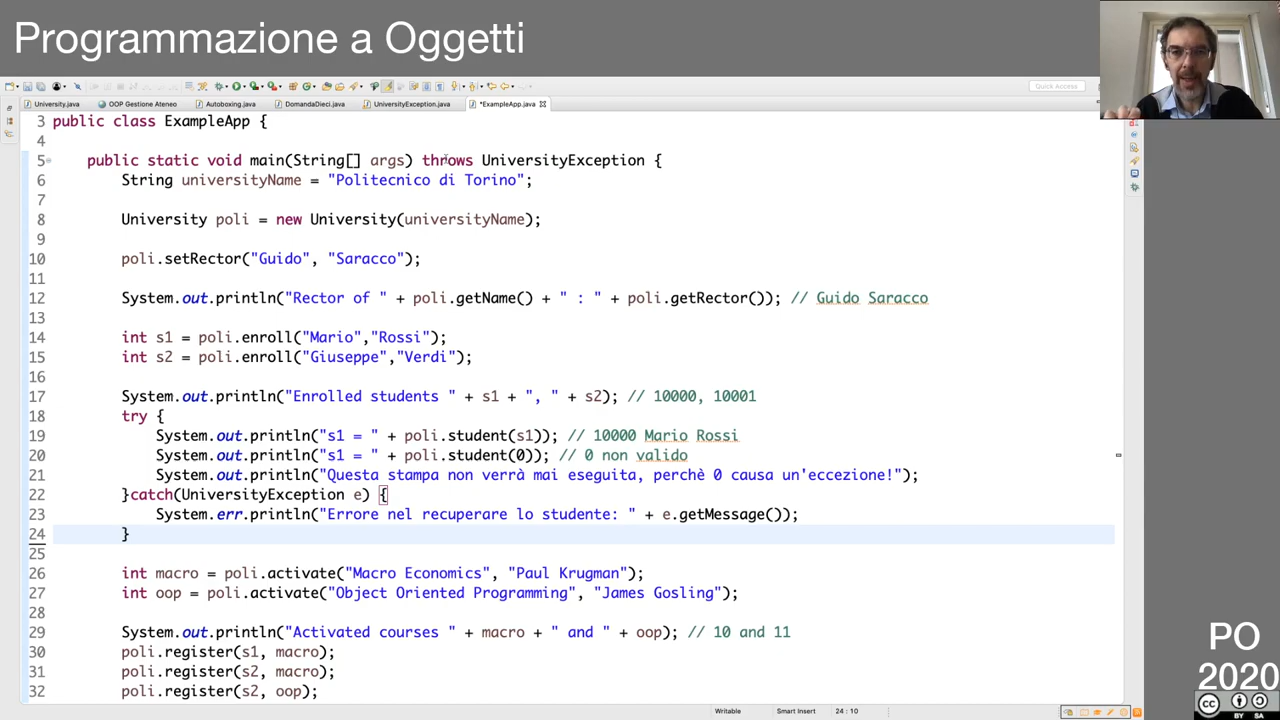 Programmazione a Oggetti
Quick Access
University.java OOP Gestione Ateneo Autoboxing.java DomandaDieci.java UniversityException.java *ExampleApp.java
3 public class ExampleApp {
4
5 public static void main(String[] args) throws UniversityException {
6 String universityName = "Politecnico di Torino";
7
8 University poli = new University(universityName);
9
10 poli.setRector("Guido", "Saracco");
11
12 System.out.println("Rector of " + poli.getName() + " : " + poli.getRector()); // Guido Saracco
13
14 int s1 = poli.enroll("Mario","Rossi");
15 int s2 = poli.enroll("Giuseppe","Verdi");
16
17 System.out.println("Enrolled students " + s1 + ", " + s2); // 10000, 10001
18 try {
19 System.out.println("s1 = " + poli.student(s1)); // 10000 Mario Rossi
20 System.out.println("s1 = " + poli.student(0)); // 0 non valido
21 System.out.println("Questa stampa non verrà mai eseguita, perchè 0 causa un'eccezione!");
22 }catch(UniversityException e) {
23 System.err.println("Errore nel recuperare lo studente: " + e.getMessage());
24 }
25
26 int macro = poli.activate("Macro Economics", "Paul Krugman");
27 int oop = poli.activate("Object Oriented Programming", "James Gosling");
28
29 System.out.println("Activated courses " + macro + " and " + oop); // 10 and 11
30 poli.register(s1, macro);
31 poli.register(s2, macro);
32 poli.register(s2, oop);
Writable Smart Insert 24 : 10
PO
2020
CC BY SA